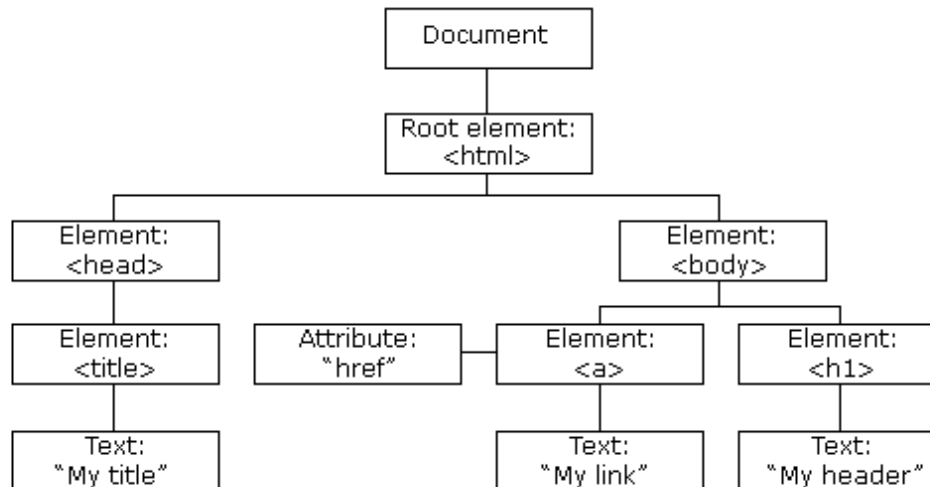 Document
Root element:
<html>
Element:
<head>
Element:
<body>
Element:
<title>
Attribute:
“href”
Element:
<a>
Element:
<h1>
Text:
“My title”
Text:
“My link”
Text:
“My header”